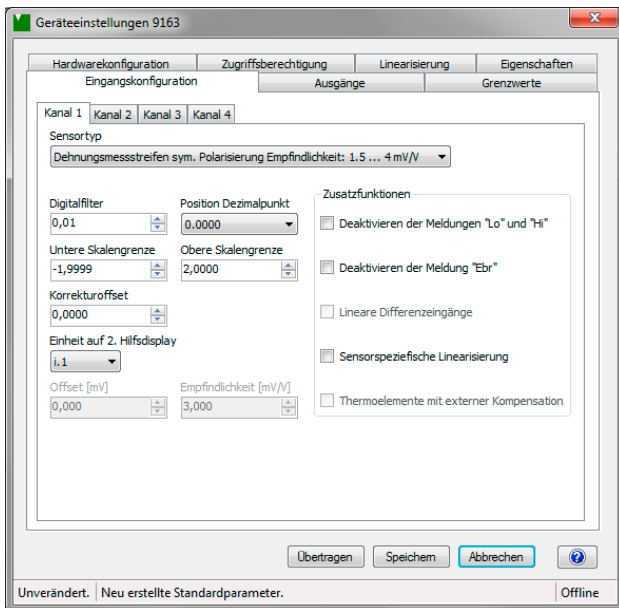 Geräteeinstellungen 9163
Hardwarekonfiguration Zugriffsberechtigung Linearisierung Eigenschaften
Eingangskonfiguration Ausgänge Grenzwerte
Kanal 1 Kanal 2 Kanal 3 Kanal 4
Sensortyp
Dehnungsmessstreifen sym. Polarisierung Empfindlichkeit: 1.5 ... 4 mV/V
Digitalfilter Position Dezimalpunkt
0,01 0.0000
Untere Skalengrenze Obere Skalengrenze
-1,9999 2,0000
Korrekturoffset
0,0000
Einheit auf 2. Hilfsdisplay
i.1
Offset [mV] Empfindlichkeit [mV/V]
0,000 3,000
Zusatzfunktionen
Deaktivieren der Meldungen "Lo" und "Hi"
Deaktivieren der Meldung "Ebr"
Lineare Differenzeingänge
Sensorspeziefische Linearisierung
Thermoelemente mit externer Kompensation
Übertragen Speichern Abbrechen ?
Unverändert. Neu erstellte Standardparameter. Offline